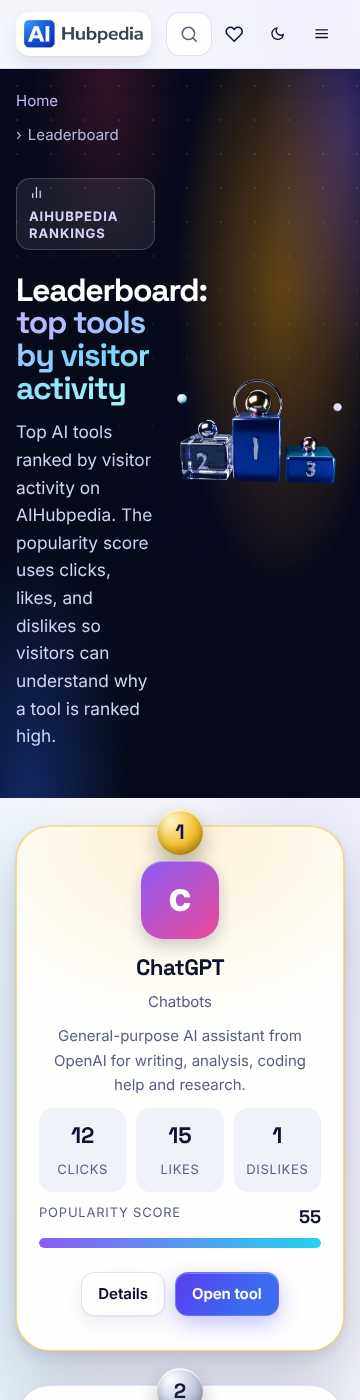 AI Hubpedia
Home
› Leaderboard
AIHUBPEDIA
RANKINGS
Leaderboard:
top tools
by visitor
activity
Top AI tools
ranked by visitor
activity on
AIHubpedia. The
popularity score
uses clicks,
likes, and
dislikes so
visitors can
understand why
a tool is ranked
high.
2 1 3
1
C
ChatGPT
Chatbots
General-purpose AI assistant from
OpenAI for writing, analysis, coding
help and research.
12 15 1
CLICKS LIKES DISLIKES
POPULARITY SCORE 55
Details Open tool
2